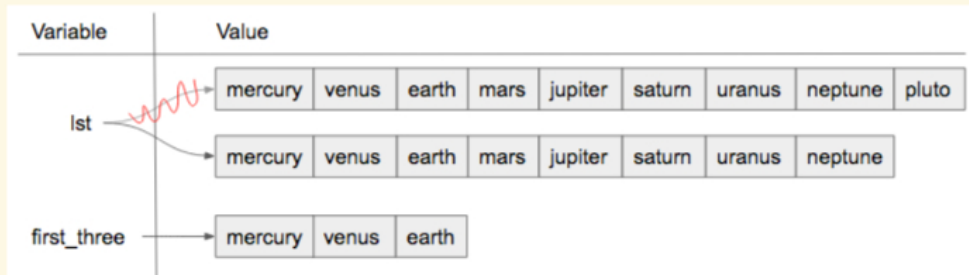 Variable Value
mercury venus earth mars jupiter saturn uranus neptune pluto
lst
mercury venus earth mars jupiter saturn uranus neptune
first_three mercury venus earth